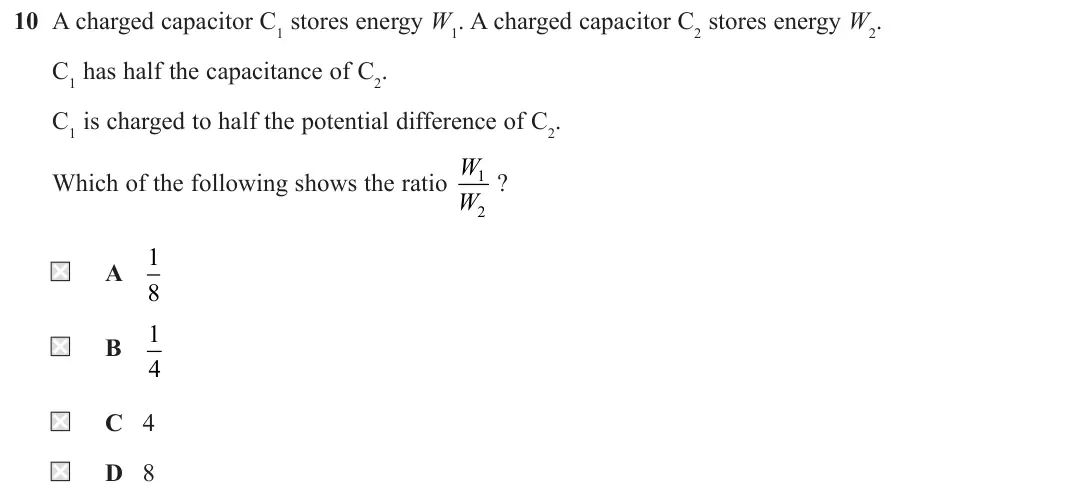 10 A charged capacitor C₁ stores energy W₁. A charged capacitor C₂ stores energy W₂.
C₁ has half the capacitance of C₂.
C₁ is charged to half the potential difference of C₂.
Which of the following shows the ratio W₁/W₂ ?
A 1/8
B 1/4
C 4
D 8